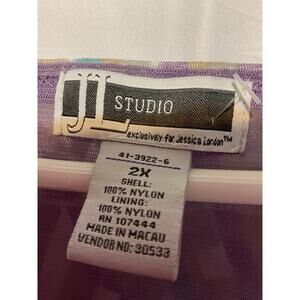 JL STUDIO
exclusively for Jessica London™
41-3922-6
2X
SHELL:
100% NYLON
LINING:
100% NYLON
RN 107444
MADE IN MACAU
VENDOR NO: 30533